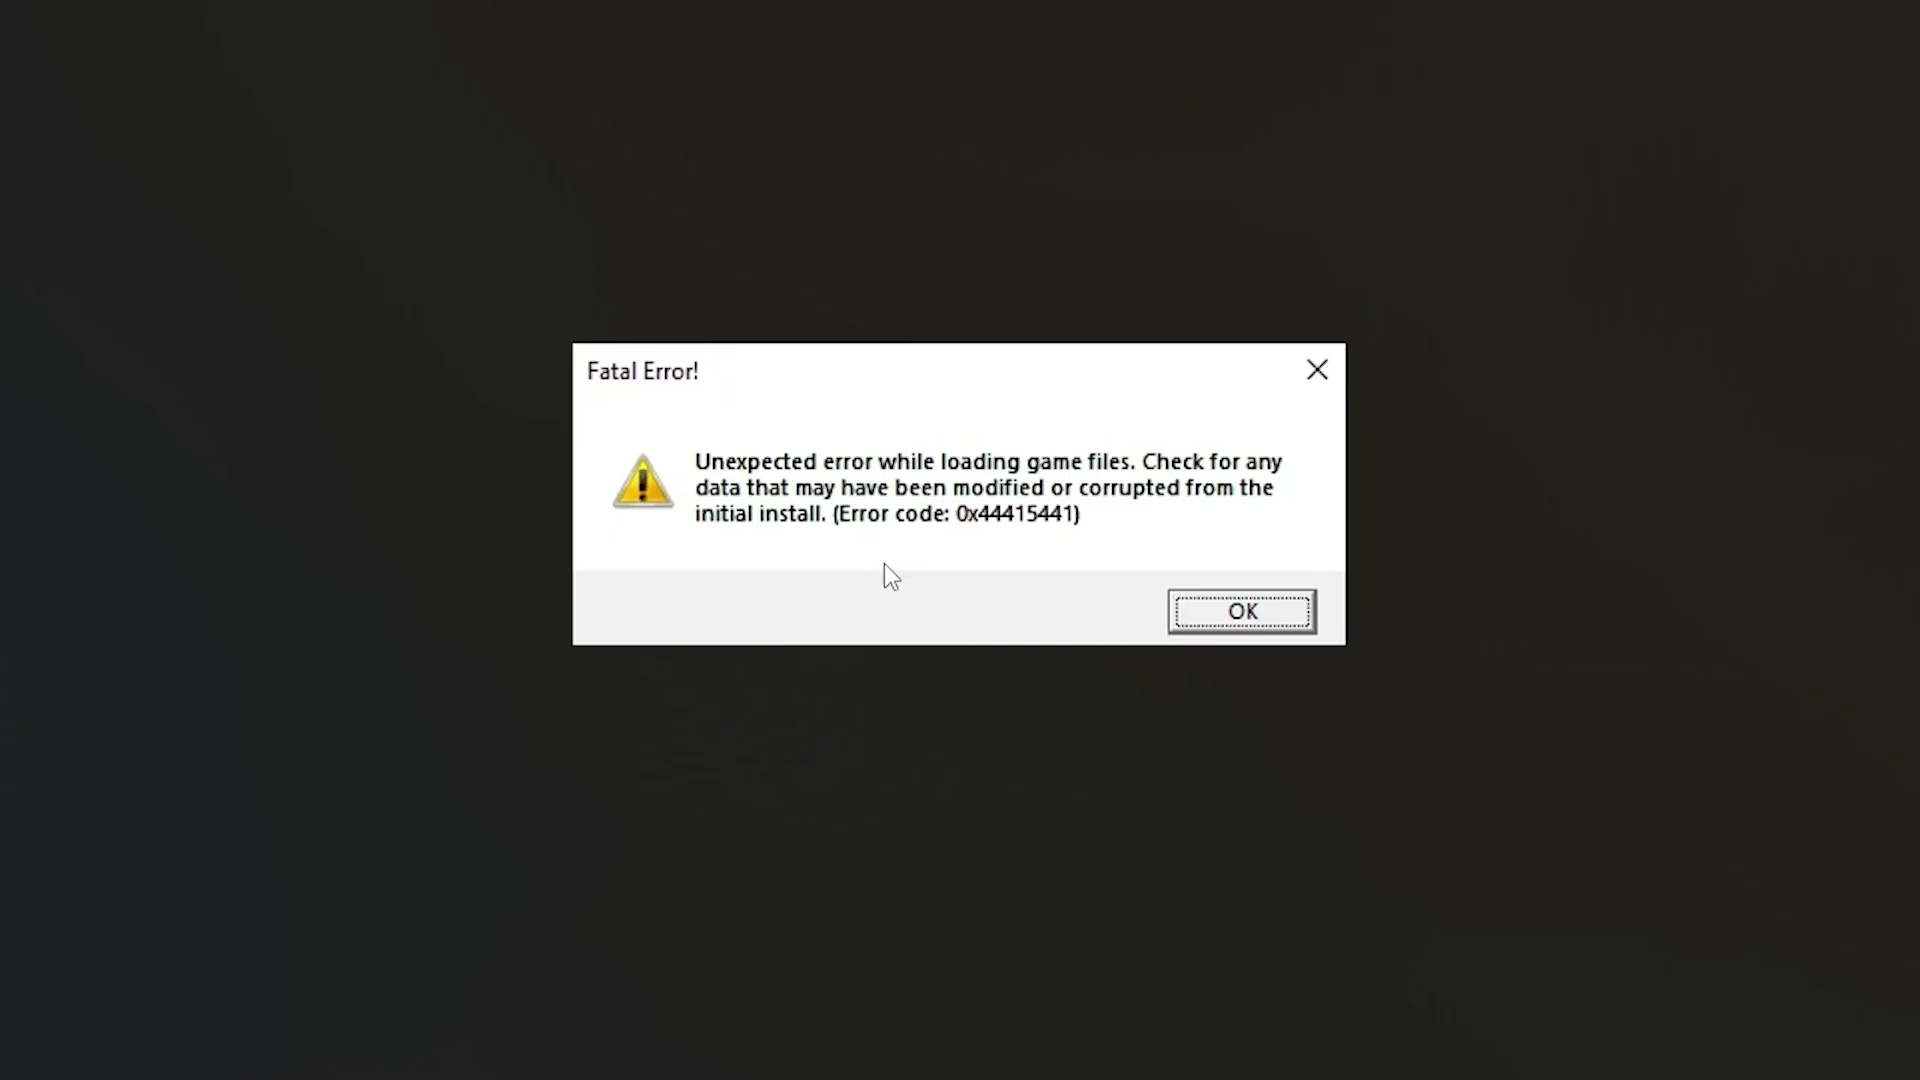 Fatal Error!
Unexpected error while loading game files. Check for any
data that may have been modified or corrupted from the
initial install. (Error code: 0x44415441)
OK